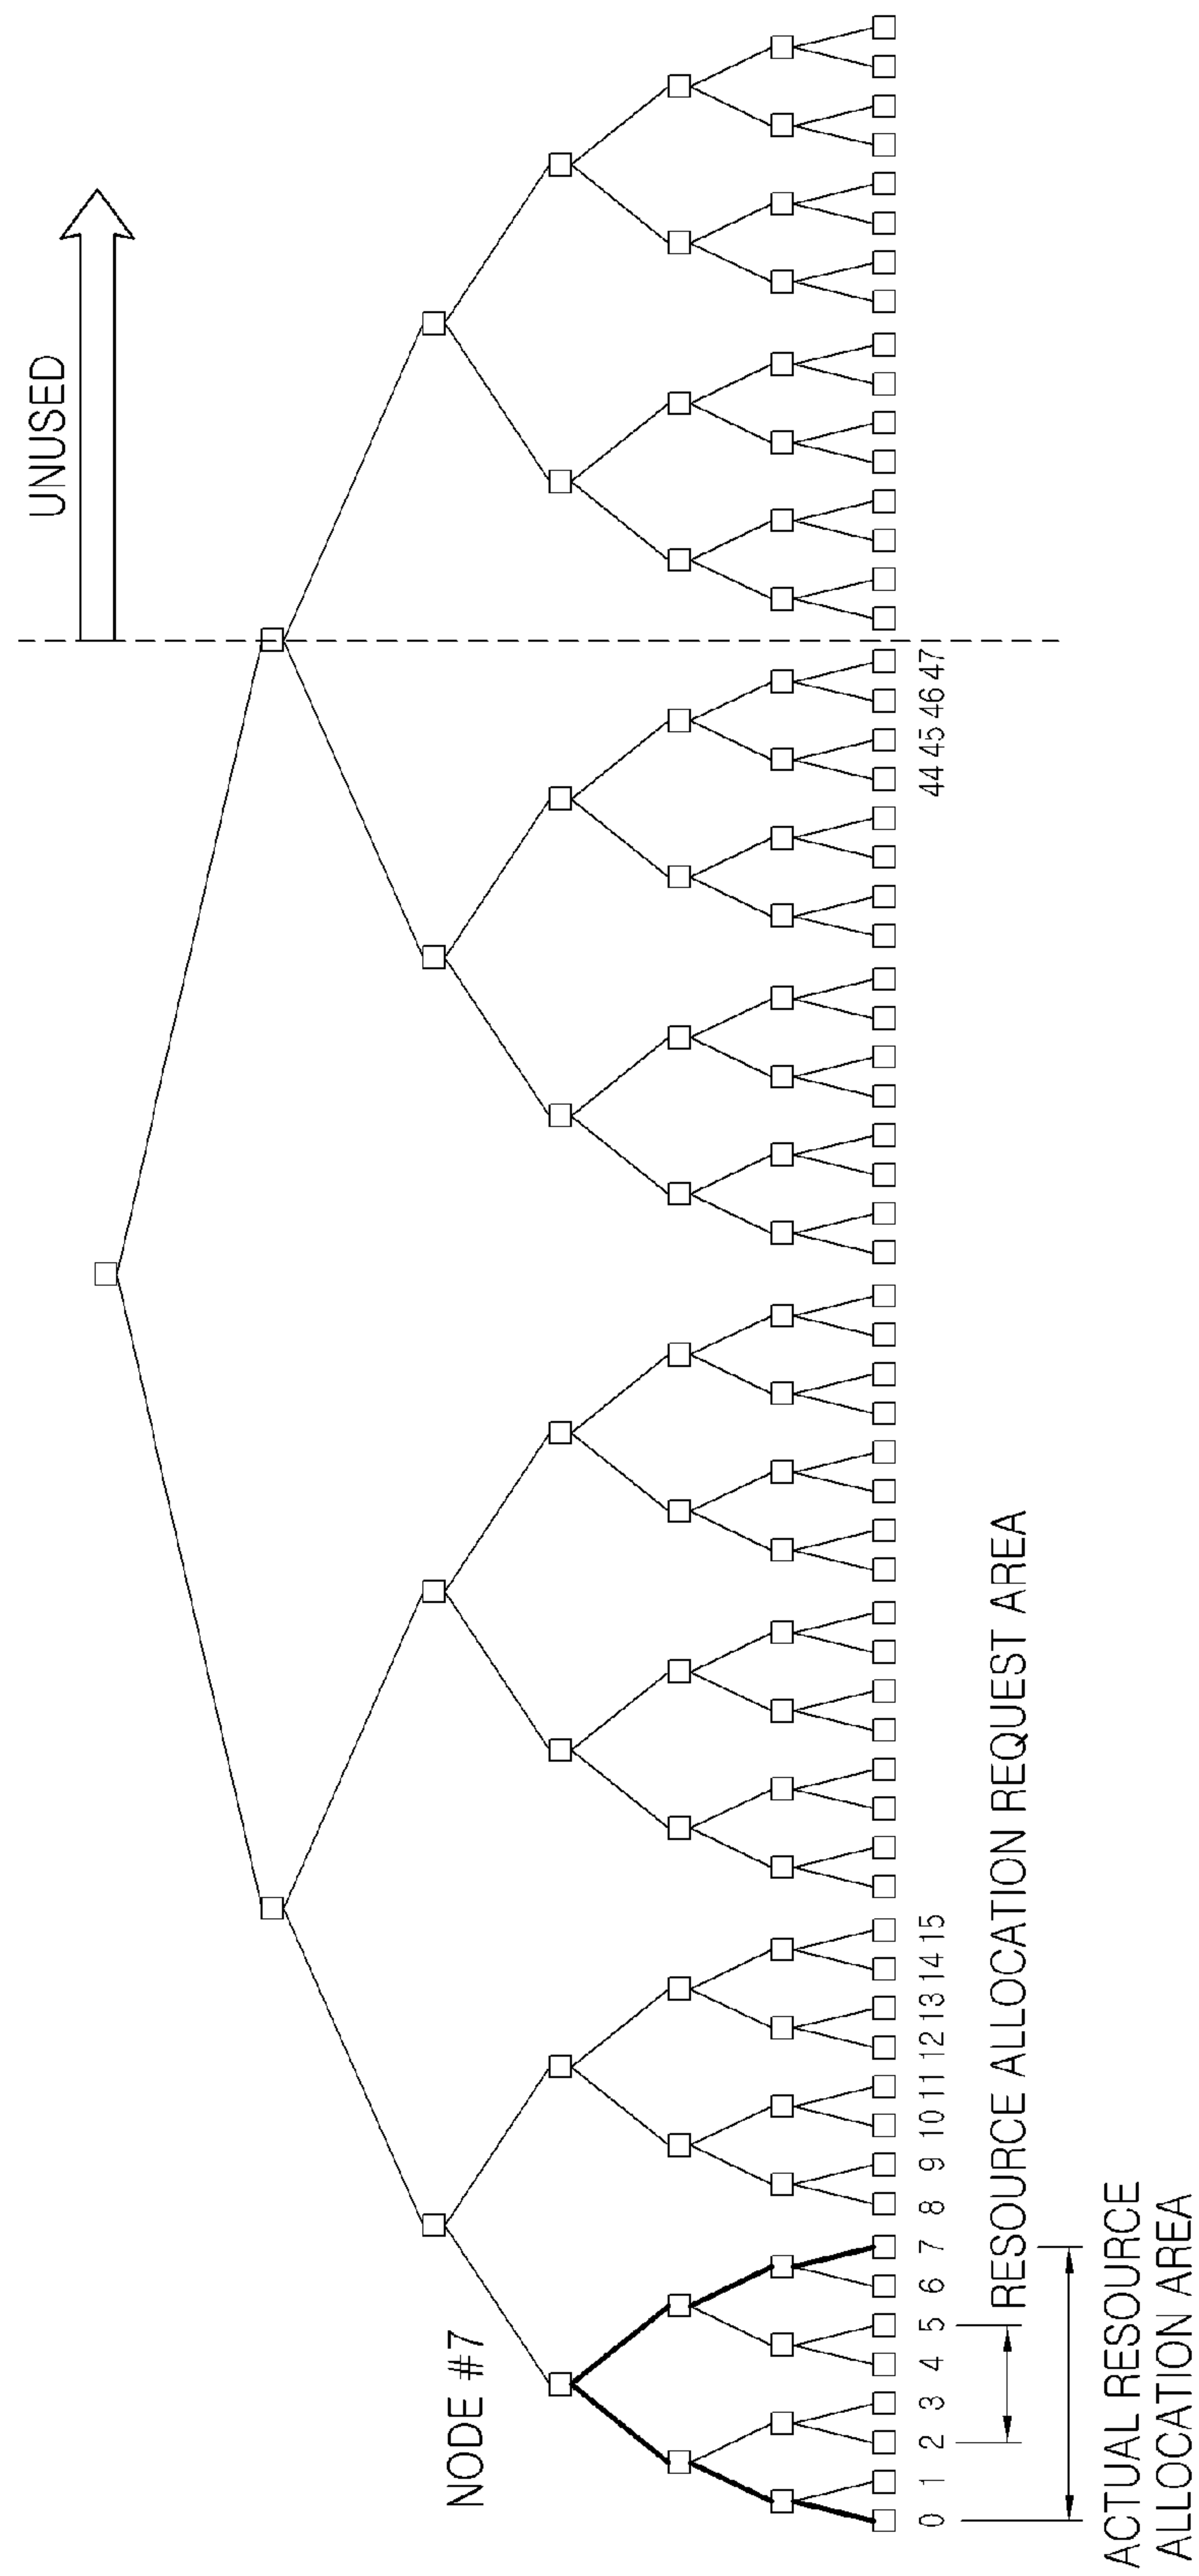 UNUSED
NODE #7
0 1 2 3 4 5 6 7 8 9 10 11 12 13 14 15
44 45 46 47
RESOURCE ALLOCATION REQUEST AREA
ACTUAL RESOURCE
ALLOCATION AREA